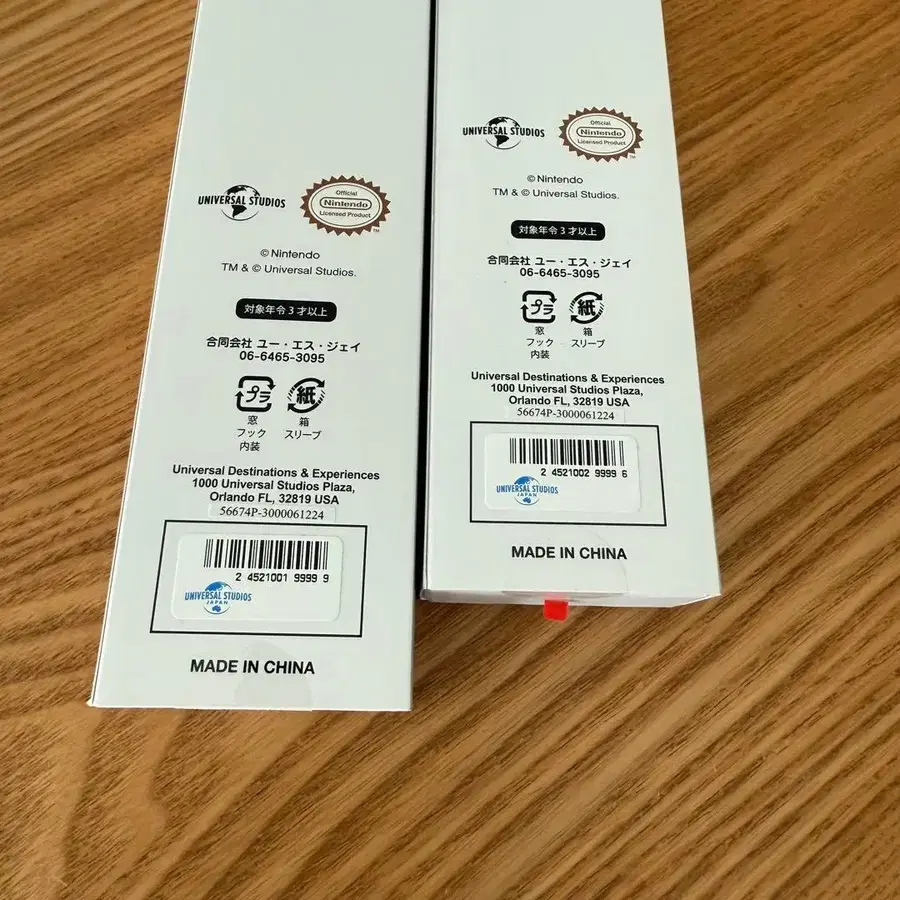 UNIVERSAL STUDIOS
Official
Nintendo
Licensed Product
TM
© Nintendo
TM & © Universal Studios.
対象年令3才以上
合同会社 ユー・エス・ジェイ
06-6465-3095
プラ
紙
窓
フック
内装
箱
スリーブ
Universal Destinations & Experiences
1000 Universal Studios Plaza,
Orlando FL, 32819 USA
56674P-3000061224
2 4521001 9999 9
UNIVERSAL STUDIOS
JAPAN
MADE IN CHINA
UNIVERSAL STUDIOS
Official
Nintendo
Licensed Product
TM
© Nintendo
TM & © Universal Studios.
対象年令3才以上
合同会社 ユー・エス・ジェイ
06-6465-3095
プラ
紙
窓
フック
内装
箱
スリーブ
Universal Destinations & Experiences
1000 Universal Studios Plaza,
Orlando FL, 32819 USA
56674P-3000061224
2 4521002 9999 6
UNIVERSAL STUDIOS
JAPAN
MADE IN CHINA